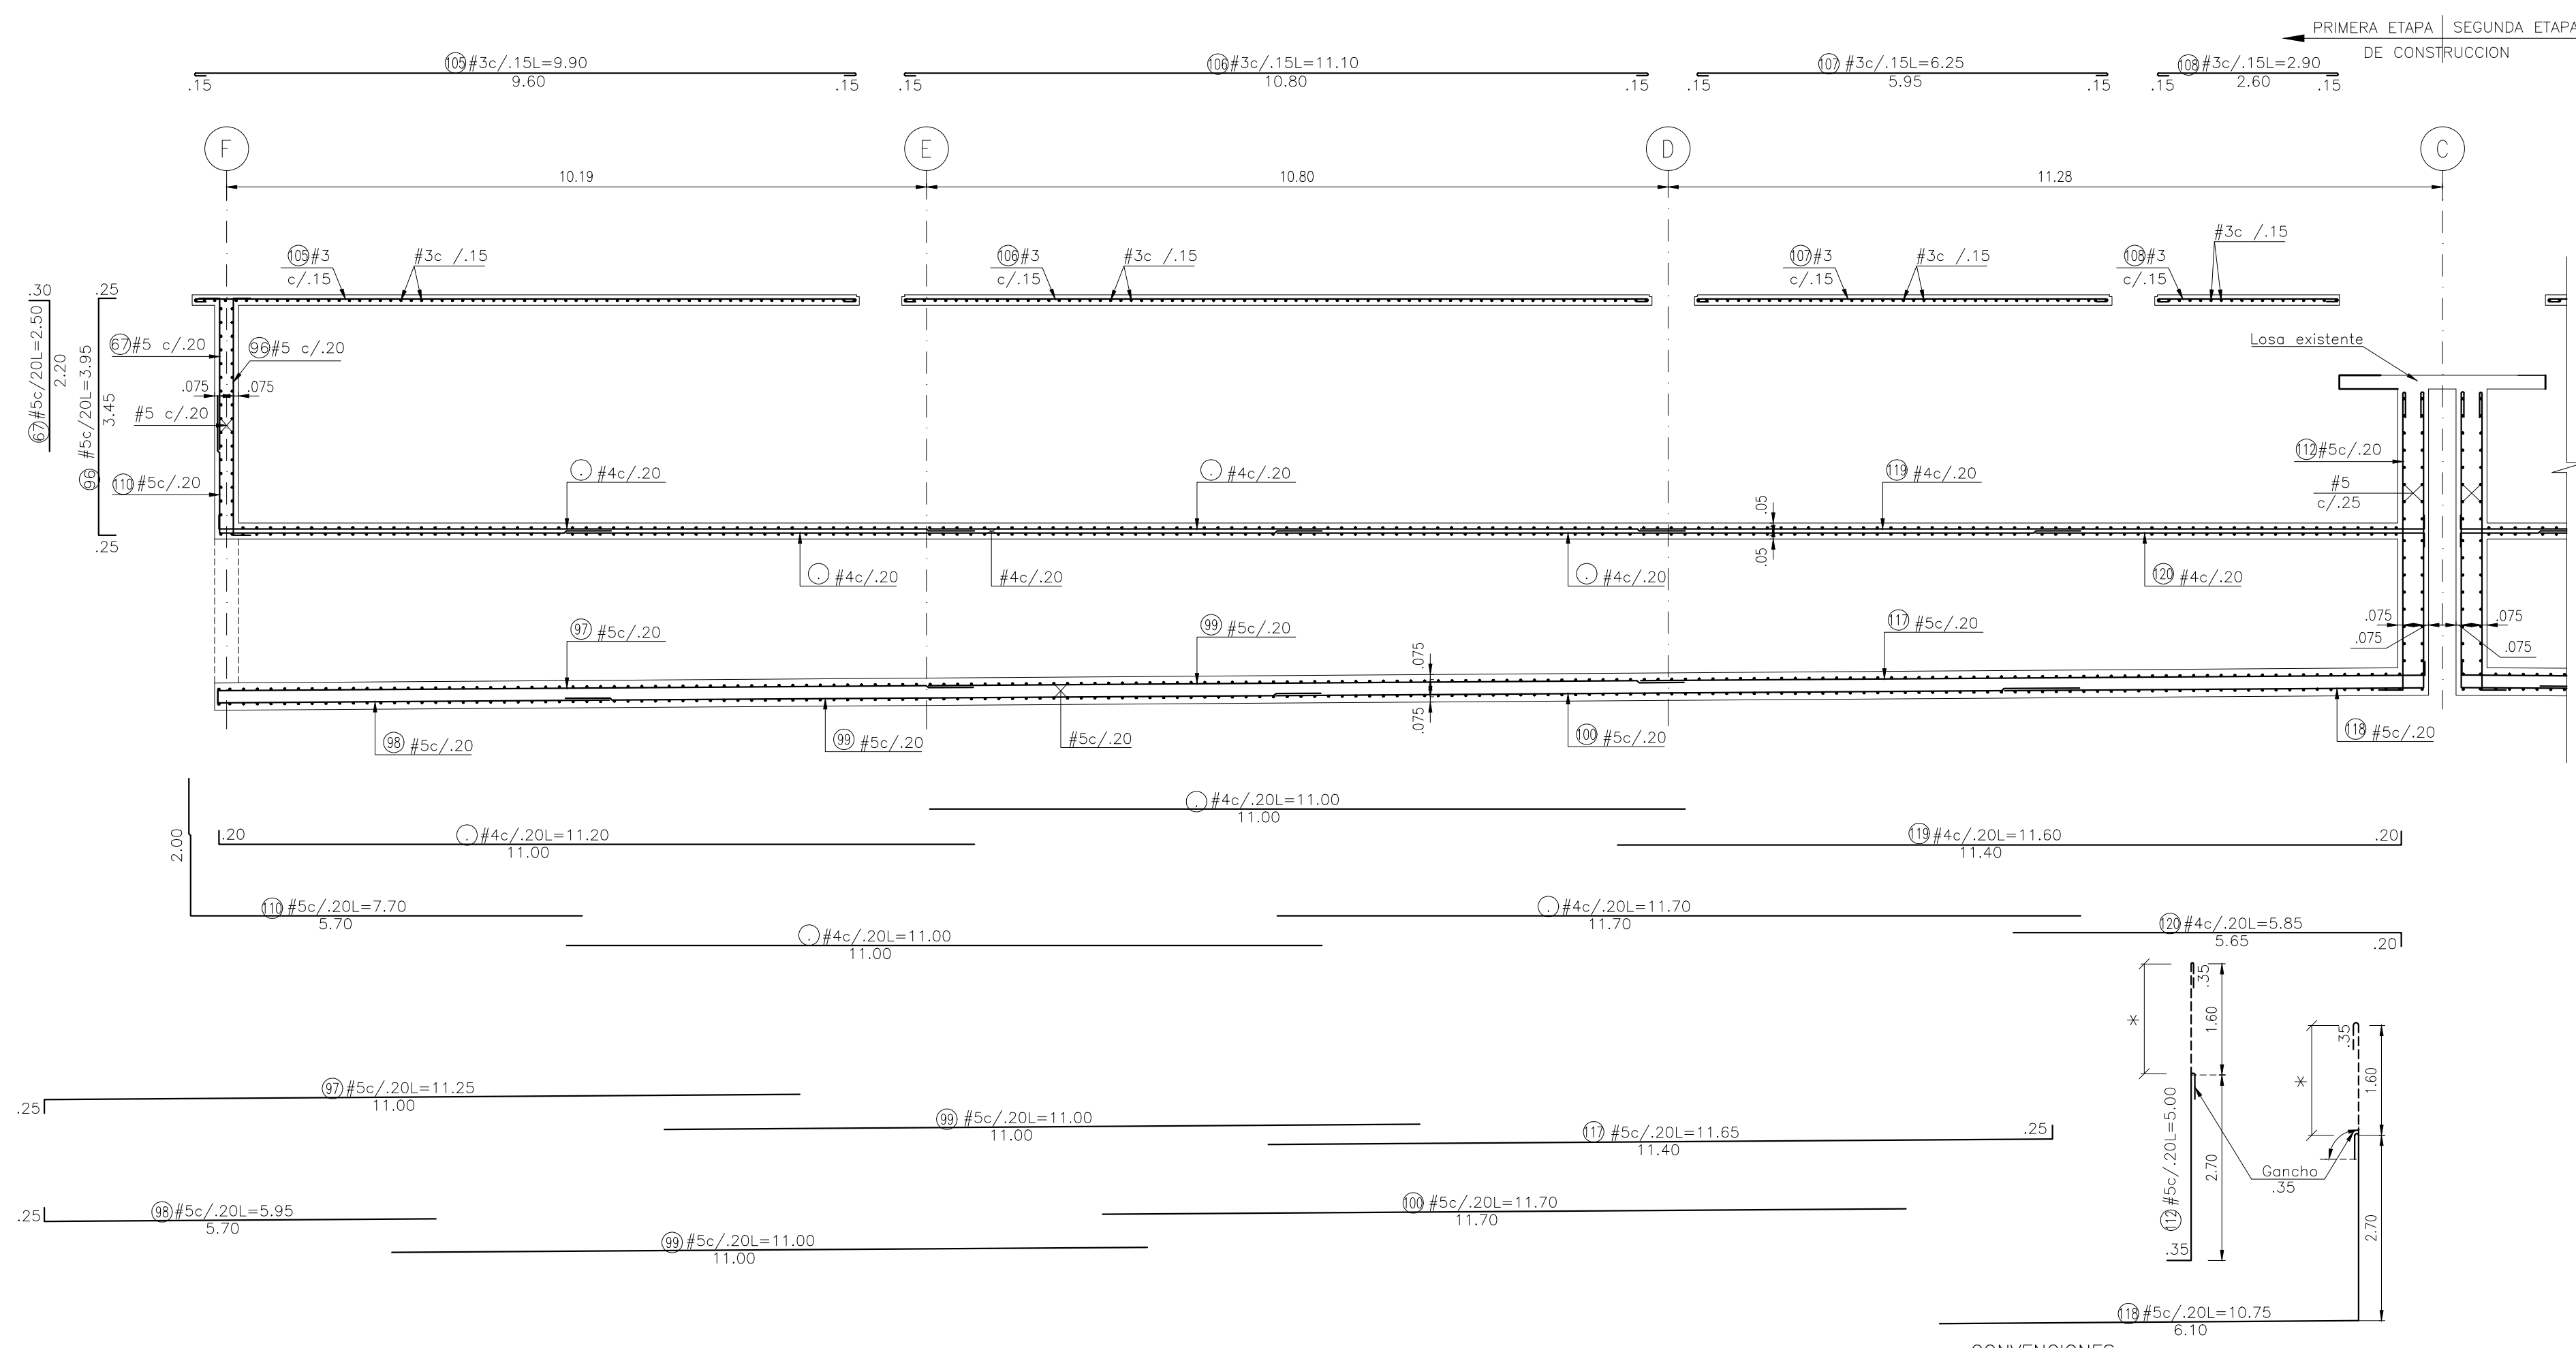 PRIMERA ETAPA SEGUNDA ETAPA
DE CONSTRUCCION
105 #3c/.15L=9.90
.15 9.60 .15
106 #3c/.15L=11.10
.15 10.80 .15
107 #3c/.15L=6.25
.15 5.95 .15
108 #3c/.15L=2.90
.15 2.60 .15
F E D C
10.19 10.80 11.28
105 #3
c/.15
#3c /.15
106 #3
c/.15
#3c /.15
107 #3
c/.15
#3c /.15
108 #3
c/.15
#3c /.15
.30
67 #5c/20L=2.50
2.20
.25
96 #5c/20L=3.95
3.45
.25
67 #5 c/.20
96 #5 c/.20
.075 .075
#5 c/.20
110 #5c/.20
Losa existente
. #4c/.20
. #4c/.20
119 #4c/.20
.05
.05
112 #5c/.20
#5
c/.25
. #4c/.20
#4c/.20
. #4c/.20
120 #4c/.20
97 #5c/.20
99 #5c/.20
117 #5c/.20
.075
.075
.075
.075
.075
.075
98 #5c/.20
99 #5c/.20
#5c/.20
100 #5c/.20
118 #5c/.20
. #4c/.20L=11.00
11.00
2.00
.20
. #4c/.20L=11.20
11.00
119 #4c/.20L=11.60
11.40
.20
110 #5c/.20L=7.70
5.70
. #4c/.20L=11.00
11.00
. #4c/.20L=11.70
11.70
120 #4c/.20L=5.85
5.65
.20
.25
97 #5c/.20L=11.25
11.00
99 #5c/.20L=11.00
11.00
117 #5c/.20L=11.65
11.40
.25
.25
98 #5c/.20L=5.95
5.70
99 #5c/.20L=11.00
11.00
100 #5c/.20L=11.70
11.70
*
.35
1.60
112 #5c/.20L=5.00
2.70
.35
*
.35
1.60
Gancho
.35
2.70
118 #5c/.20L=10.75
6.10
CONVENCIONES